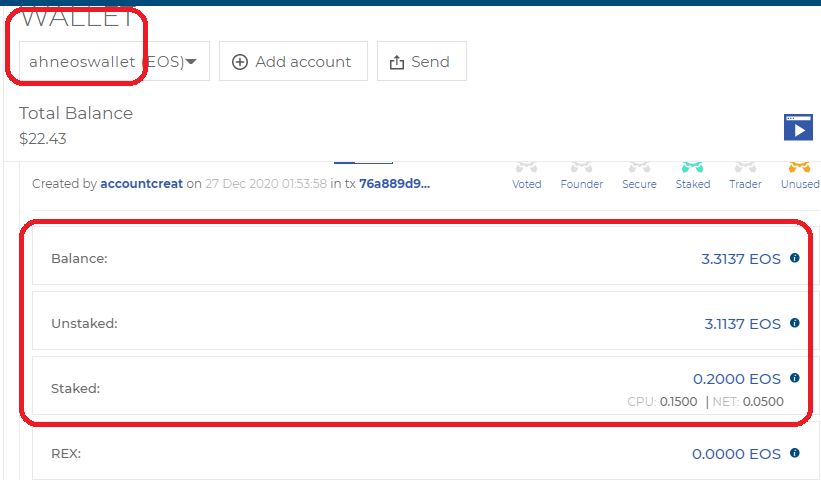 WALLET
ahneoswallet (EOS)
Add account
Send
Total Balance
$22.43
Created by accountcreat on 27 Dec 2020 01:53:58 in tx 76a889d9...
Voted
Founder
Secure
Staked
Trader
Unused
Balance:
3.3137 EOS
Unstaked:
3.1137 EOS
Staked:
0.2000 EOS
CPU: 0.1500 | NET: 0.0500
REX:
0.0000 EOS